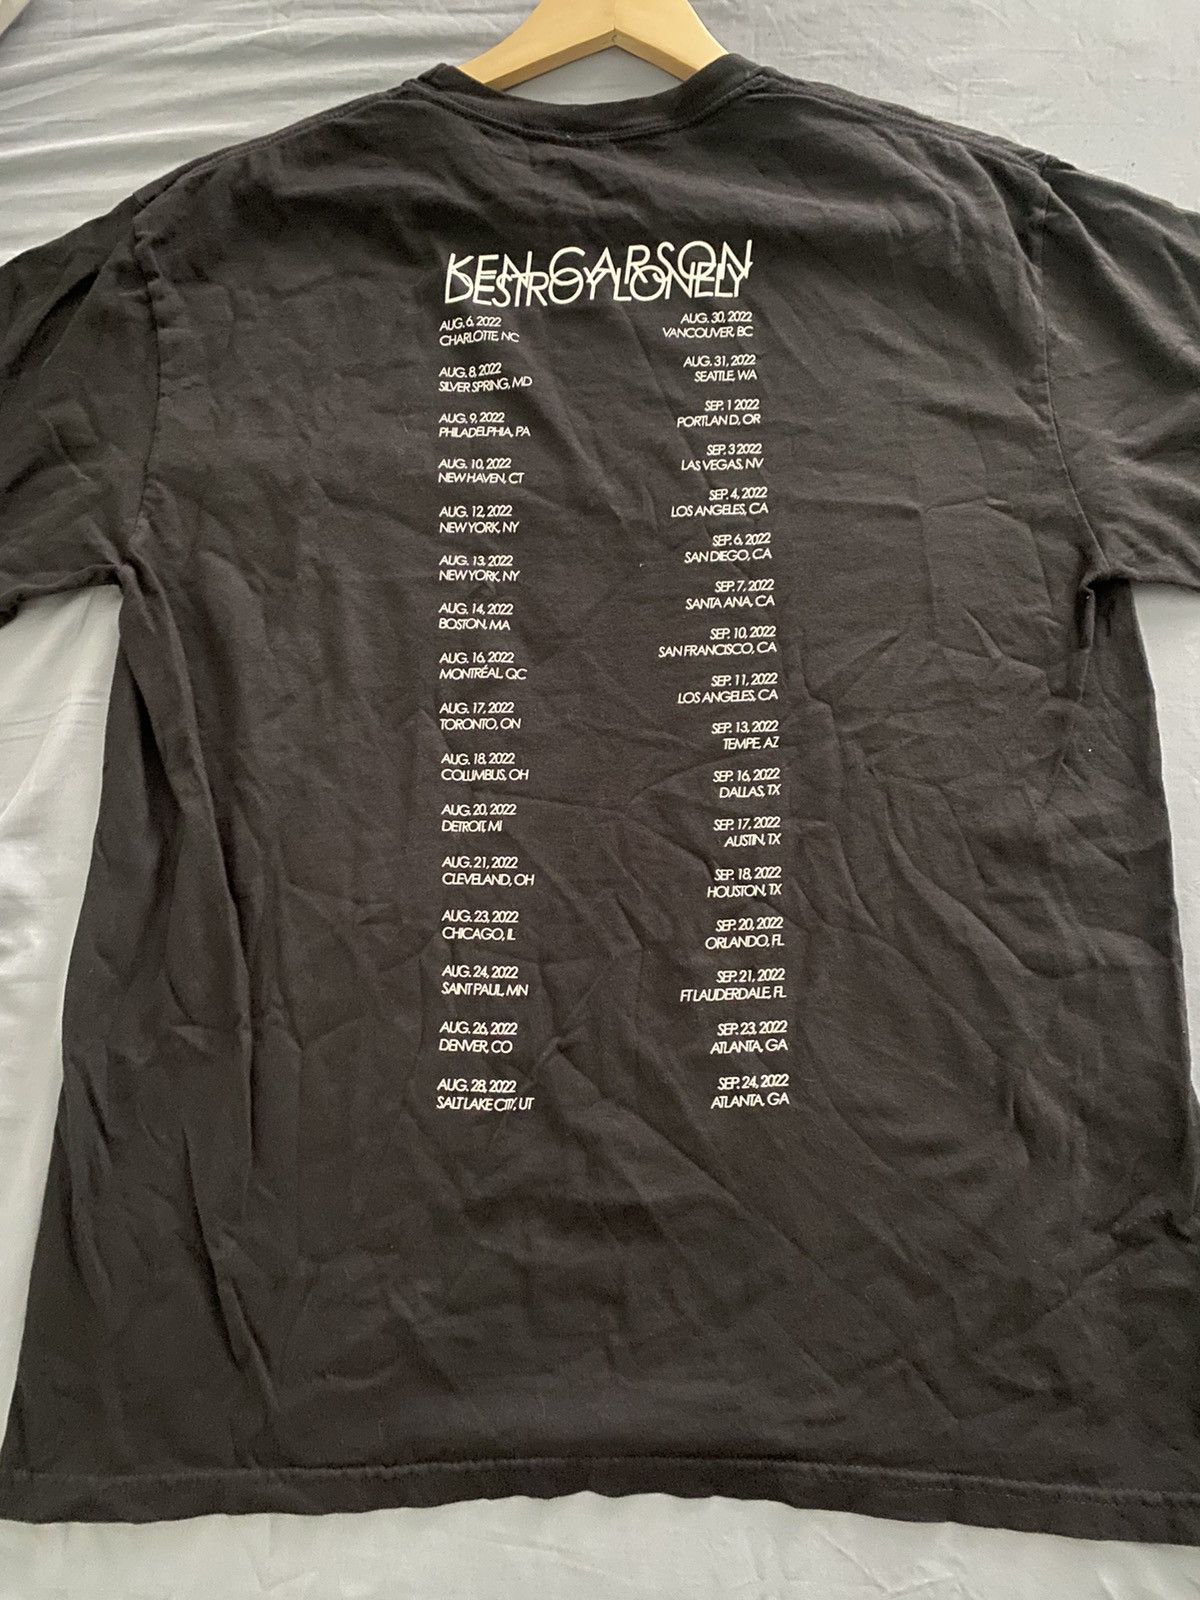 KEN CARSON
DESTROY LONELY
AUG. 6, 2022
CHARLOTTE, NC
AUG. 8, 2022
SILVER SPRING, MD
AUG. 9, 2022
PHILADELPHIA, PA
AUG. 10, 2022
NEW HAVEN, CT
AUG. 12, 2022
NEW YORK, NY
AUG. 13, 2022
NEW YORK, NY
AUG. 14, 2022
BOSTON, MA
AUG. 16, 2022
MONTRÉAL, QC
AUG. 17, 2022
TORONTO, ON
AUG. 18, 2022
COLUMBUS, OH
AUG. 20, 2022
DETROIT, MI
AUG. 21, 2022
CLEVELAND, OH
AUG. 23, 2022
CHICAGO, IL
AUG. 24, 2022
SAINT PAUL, MN
AUG. 26, 2022
DENVER, CO
AUG. 28, 2022
SALT LAKE CITY, UT
AUG. 30, 2022
VANCOUVER, BC
AUG. 31, 2022
SEATTLE, WA
SEP. 1 2022
PORTLAND, OR
SEP. 3 2022
LAS VEGAS, NV
SEP. 4, 2022
LOS ANGELES, CA
SEP. 6, 2022
SAN DIEGO, CA
SEP. 7, 2022
SANTA ANA, CA
SEP. 10, 2022
SAN FRANCISCO, CA
SEP. 11, 2022
LOS ANGELES, CA
SEP. 13, 2022
TEMPE, AZ
SEP. 16, 2022
DALLAS, TX
SEP. 17, 2022
AUSTIN, TX
SEP. 18, 2022
HOUSTON, TX
SEP. 20, 2022
ORLANDO, FL
SEP. 21, 2022
FT LAUDERDALE, FL
SEP. 23, 2022
ATLANTA, GA
SEP. 24, 2022
ATLANTA, GA